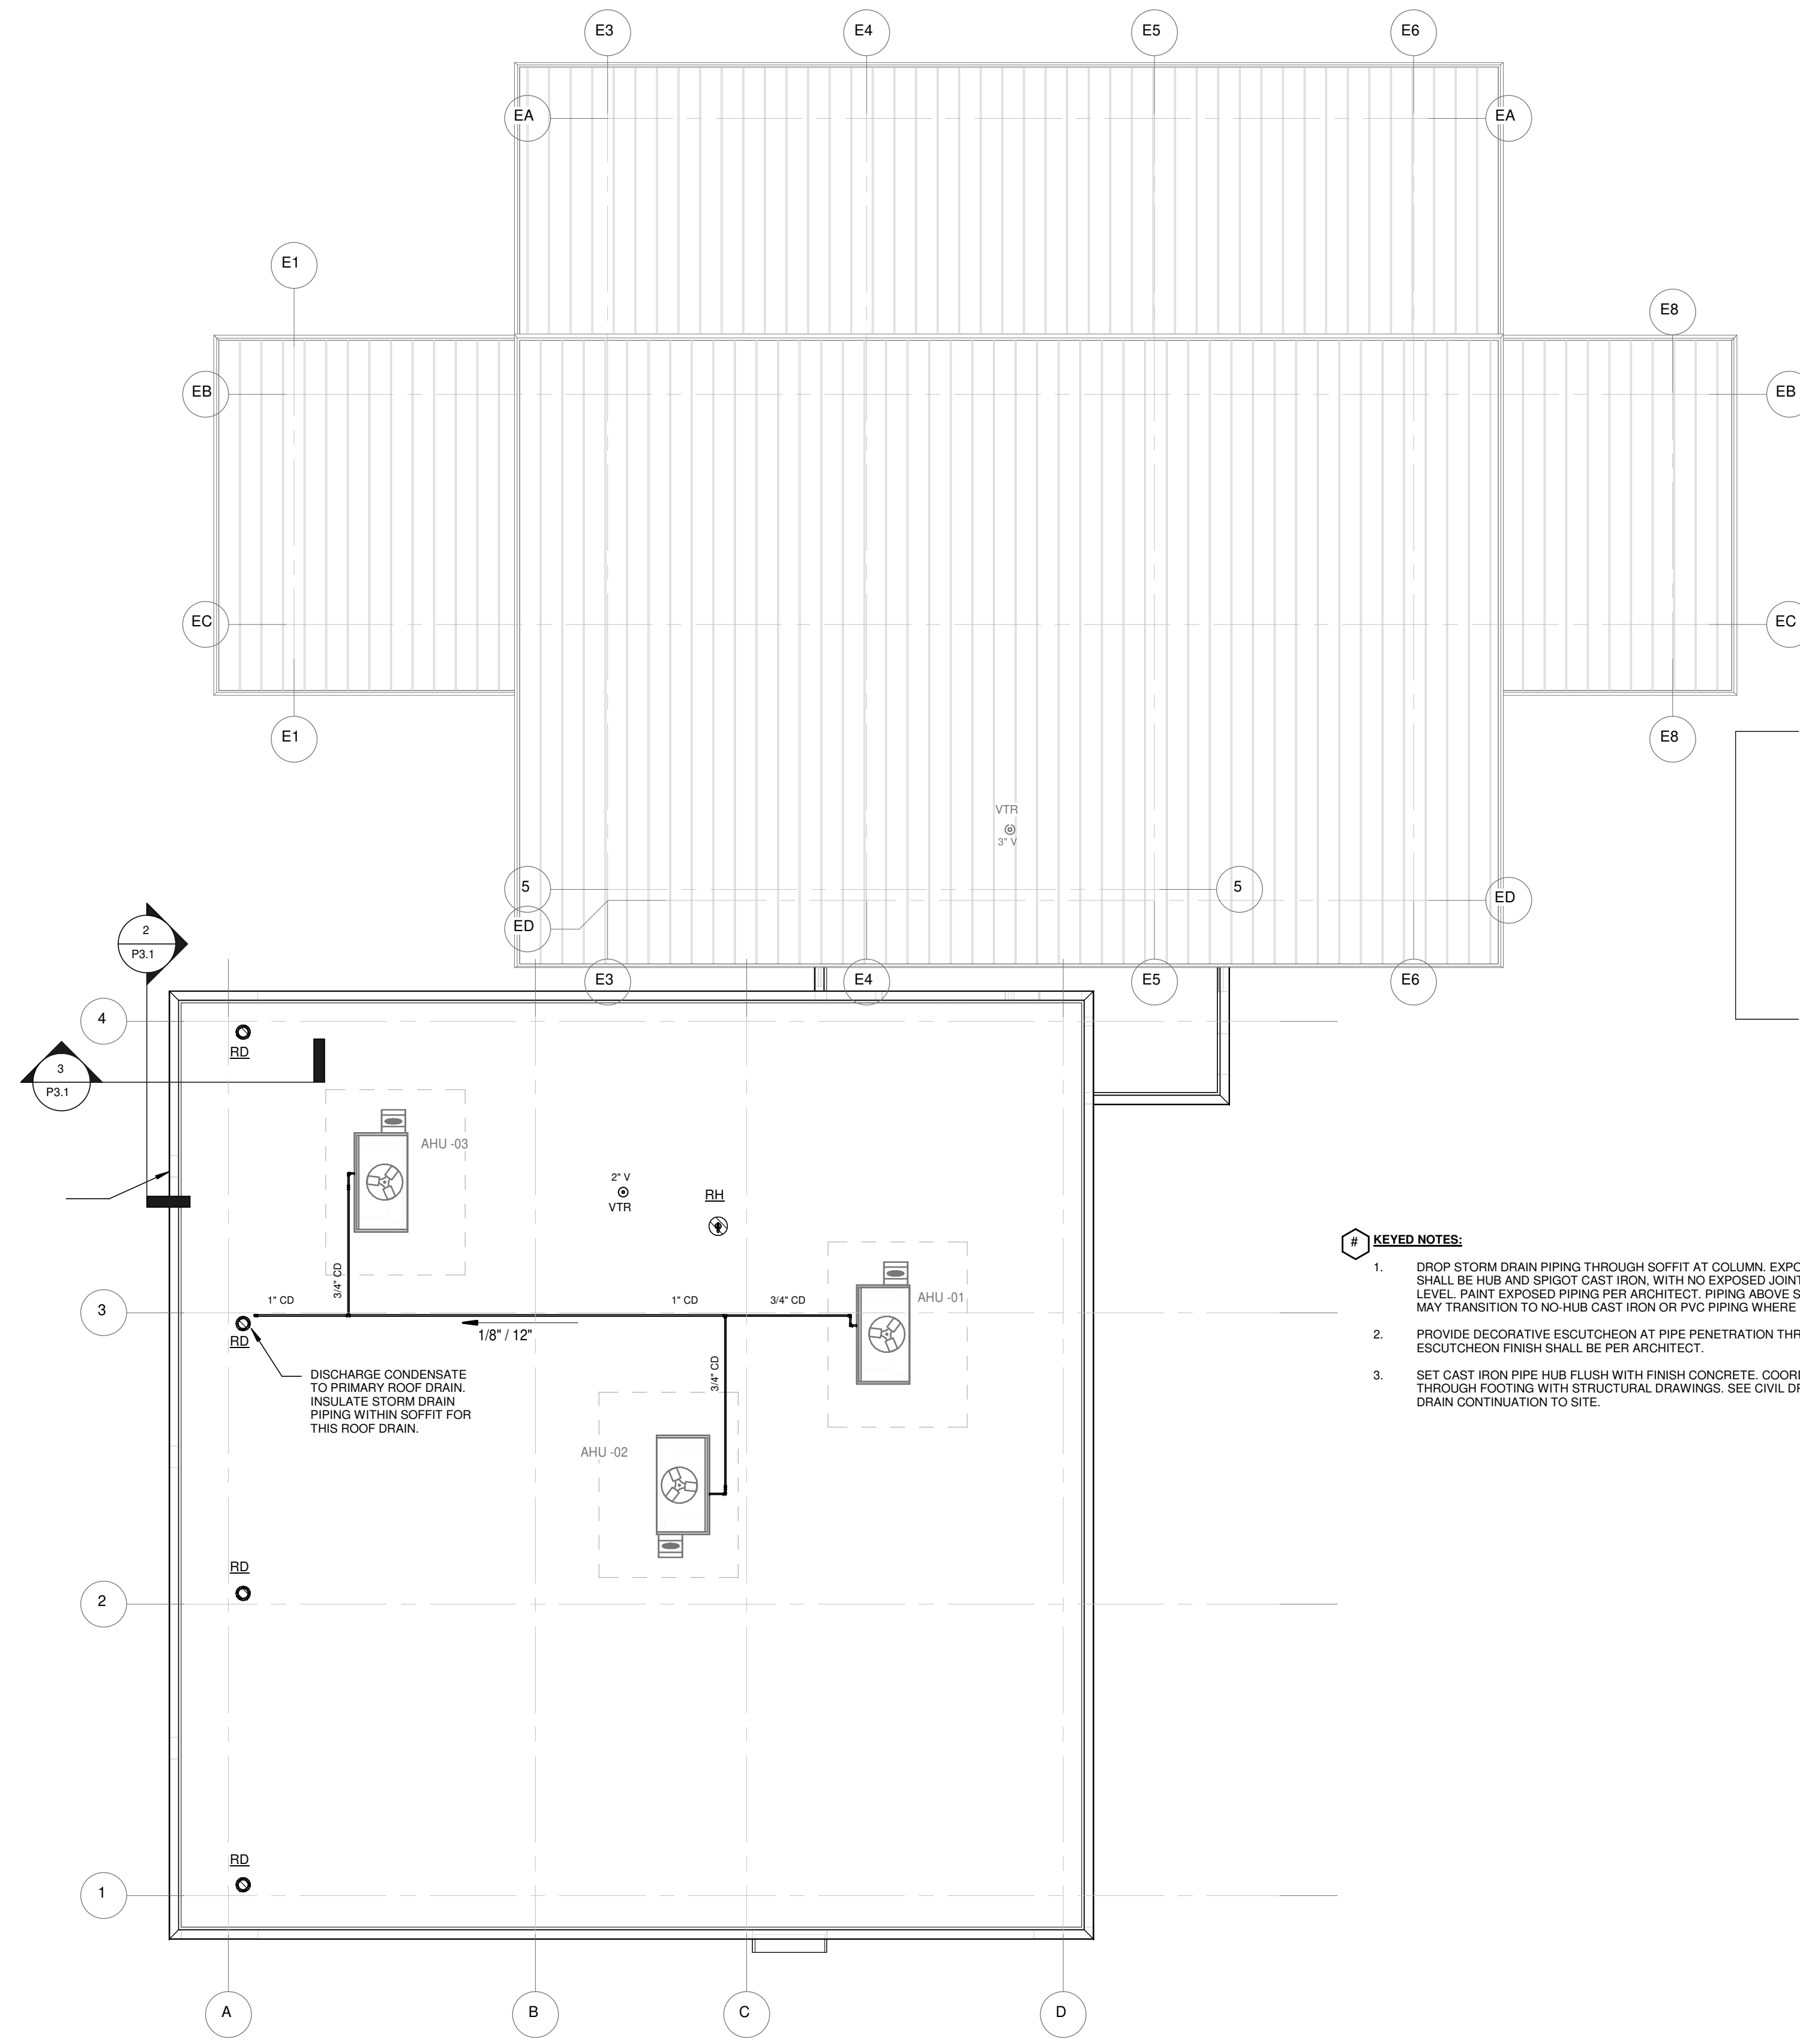 E3
E4
E5
E6
EA
EA
E1
E8
EB
EB
EC
EC
E1
E8
VTR
3" V
5
5
ED
ED
2
P3.1
E3
E4
E5
E6
4
RD
3
P3.1
AHU -03
2" V
VTR
RH
# KEYED NOTES:
1. DROP STORM DRAIN PIPING THROUGH SOFFIT AT COLUMN.
SHALL BE HUB AND SPIGOT CAST IRON, WITH NO EXPOSED
LEVEL. PAINT EXPOSED PIPING PER ARCHITECT. PIPING ABOVE
MAY TRANSITION TO NO-HUB CAST IRON OR PVC PIPING WHERE
2. PROVIDE DECORATIVE ESCUTCHEON AT PIPE PENETRATION
ESCUTCHEON FINISH SHALL BE PER ARCHITECT.
3. SET CAST IRON PIPE HUB FLUSH WITH FINISH CONCRETE.
THROUGH FOOTING WITH STRUCTURAL DRAWINGS. SEE CIVIL
DRAIN CONTINUATION TO SITE.
3/4" CD
1" CD
1" CD
3/4" CD
AHU -01
3
RD
1/8" / 12"
3/4" CD
DISCHARGE CONDENSATE
TO PRIMARY ROOF DRAIN.
INSULATE STORM DRAIN
PIPING WITHIN SOFFIT FOR
THIS ROOF DRAIN.
AHU -02
RD
2
RD
1
A
B
C
D